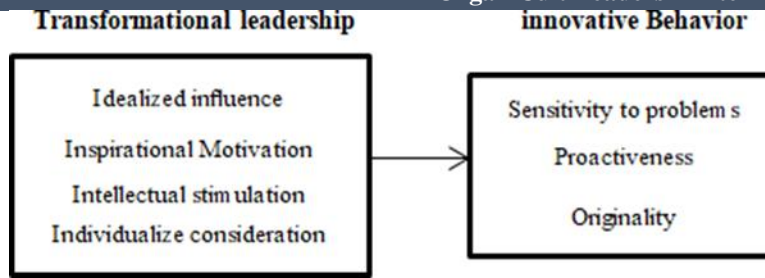 Transformational leadership
innovative Behavior
Idealized influence
Inspirational Motivation
Intellectual stimulation
Individualize consideration
Sensitivity to problems
Proactiveness
Originality